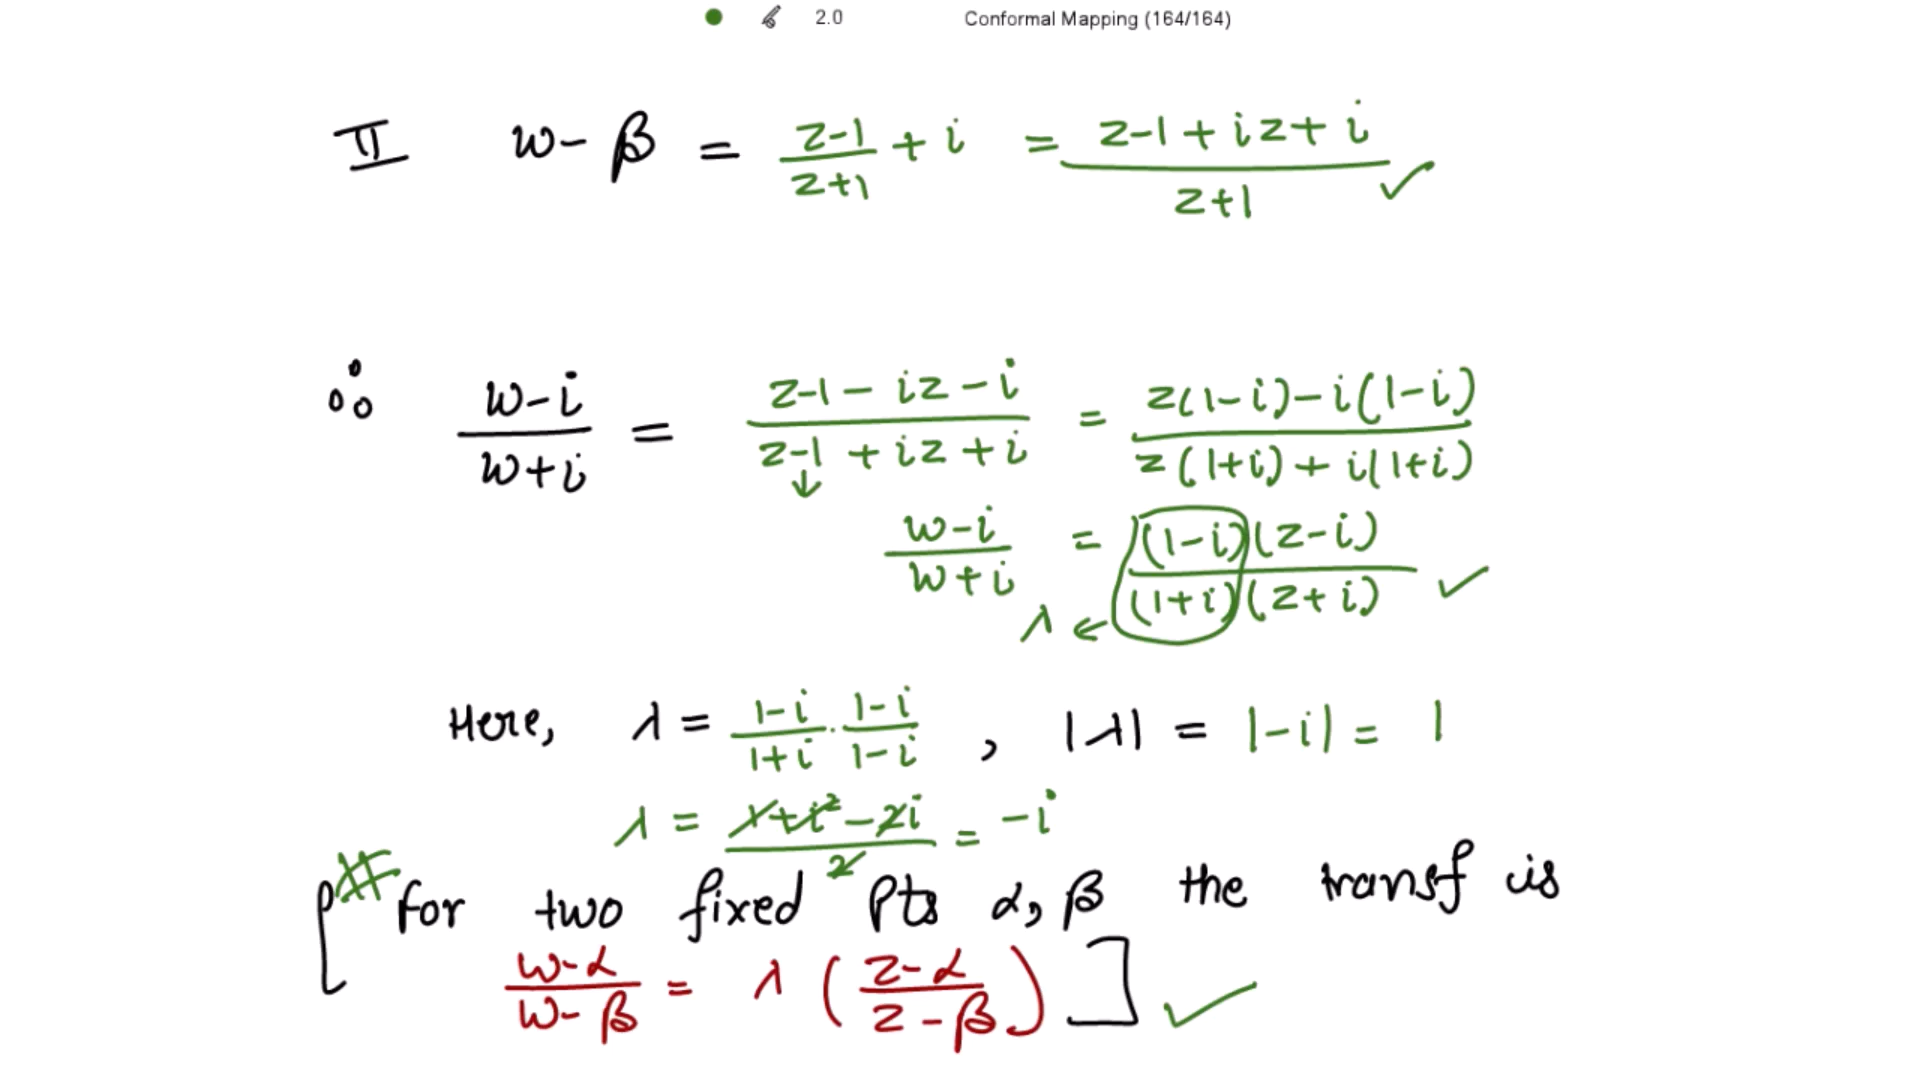 2.0 Conformal Mapping (164/164)
II w-β = (z-1)/(z+1) + i = (z-1+iz+i)/(z+1) ✓
∴ (w-i)/(w+i) = (z-1-iz-i)/(z-1+iz+i) = (z(1-i)-i(1-i))/(z(1+i)+i(1+i))
↓
(w-i)/(w+i) = ((1-i)(z-i))/((1+i)(z+i)) ✓
λ ←
Here, λ = (1-i)/(1+i) · (1-i)/(1-i) , |λ| = |-i| = 1
λ = (1+i²-2i)/2 = -i
[# for two fixed pts α, β the transf is
(w-α)/(w-β) = λ ((z-α)/(z-β)) ] ✓